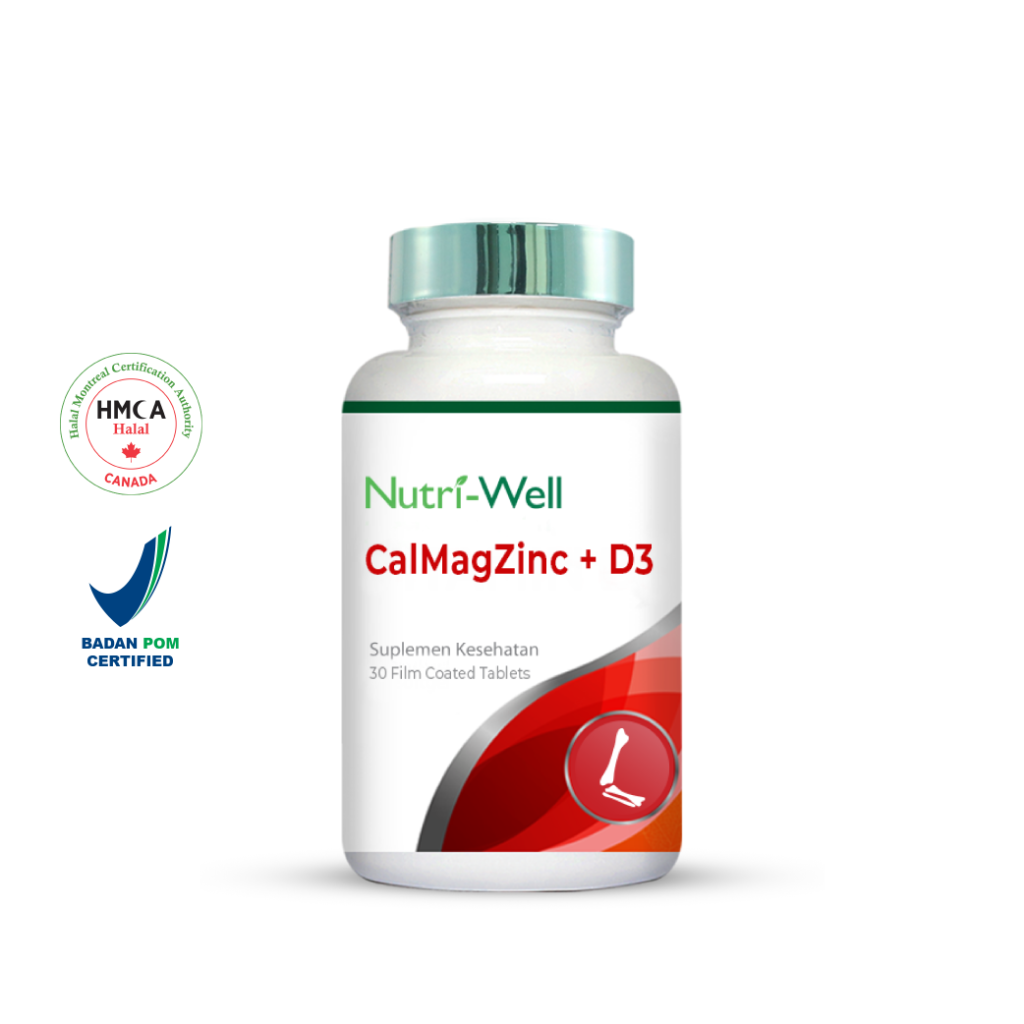 Nutri-Well
CalMagZinc + D3
Suplemen Kesehatan
30 Film Coated Tablets
Halal Montreal Certification Authority
HMCA
Halal
CANADA
BADAN POM
CERTIFIED